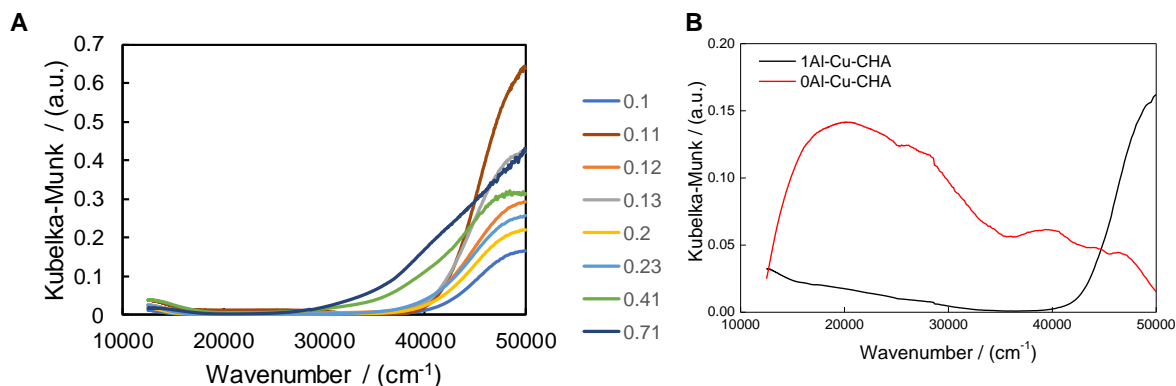 A
0.7
0.6
0.5
0.4
0.3
0.2
0.1
0
Kubelka-Munk / (a.u.)
10000 20000 30000 40000 50000
Wavenumber / (cm-1)
0.1
0.11
0.12
0.13
0.2
0.23
0.41
0.71
B
0.20
0.15
0.10
0.05
0.00
Kubelka-Munk / (a.u.)
1Al-Cu-CHA
0Al-Cu-CHA
10000 20000 30000 40000 50000
Wavenumber / (cm-1)